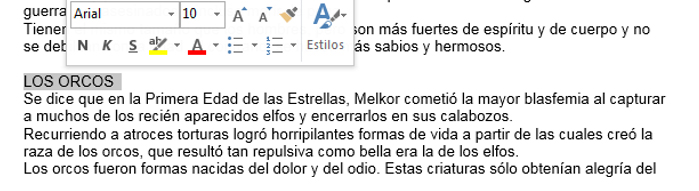 guerra
Arial 10
Tiener son más fuertes de espíritu y de cuerpo y no
N K S A Estilos
se deb ás sabios y hermosos.
LOS ORCOS
Se dice que en la Primera Edad de las Estrellas, Melkor cometió la mayor blasfemia al capturar
a muchos de los recién aparecidos elfos y encerrarlos en sus calabozos.
Recurriendo a atroces torturas logró horripilantes formas de vida a partir de las cuales creó la
raza de los orcos, que resultó tan repulsiva como bella era la de los elfos.
Los orcos fueron formas nacidas del dolor y del odio. Estas criaturas sólo obtenían alegría del